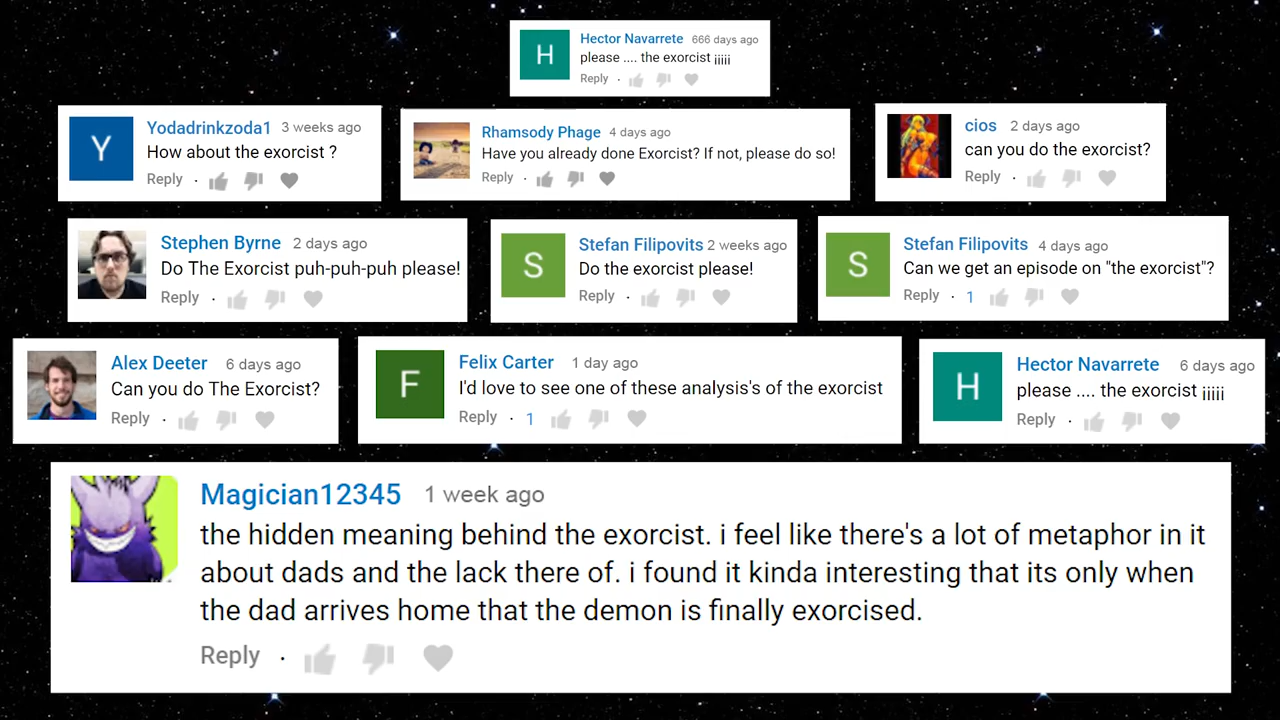 H
Hector Navarrete 666 days ago
please .... the exorcist ¡¡¡¡¡
Reply ·
Y
Yodadrinkzoda1 3 weeks ago
How about the exorcist ?
Reply ·
Rhamsody Phage 4 days ago
Have you already done Exorcist? If not, please do so!
Reply ·
cios 2 days ago
can you do the exorcist?
Reply ·
Stephen Byrne 2 days ago
Do The Exorcist puh-puh-puh please!
Reply ·
S
Stefan Filipovits 2 weeks ago
Do the exorcist please!
Reply ·
S
Stefan Filipovits 4 days ago
Can we get an episode on "the exorcist"?
Reply · 1
Alex Deeter 6 days ago
Can you do The Exorcist?
Reply ·
F
Felix Carter 1 day ago
I'd love to see one of these analysis's of the exorcist
Reply · 1
H
Hector Navarrete 6 days ago
please .... the exorcist ¡¡¡¡¡
Reply ·
Magician12345 1 week ago
the hidden meaning behind the exorcist. i feel like there's a lot of metaphor in it
about dads and the lack there of. i found it kinda interesting that its only when
the dad arrives home that the demon is finally exorcised.
Reply ·